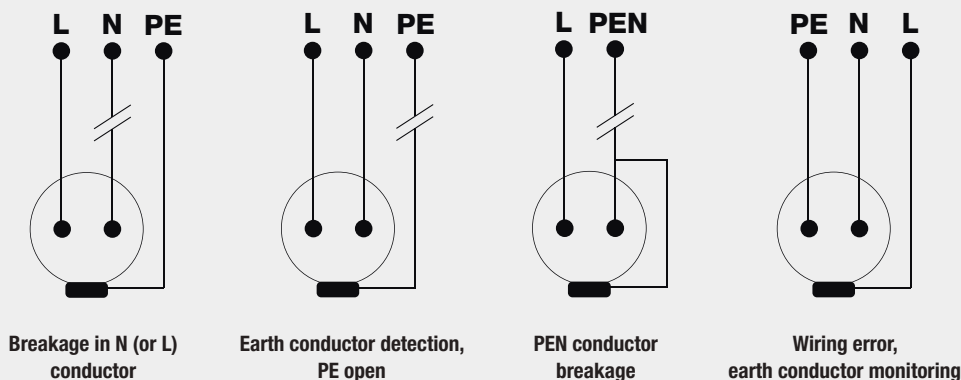 L N PE
L N PE
L PEN
PE N L
Breakage in N (or L)
conductor
Earth conductor detection,
PE open
PEN conductor
breakage
Wiring error,
earth conductor monitoring